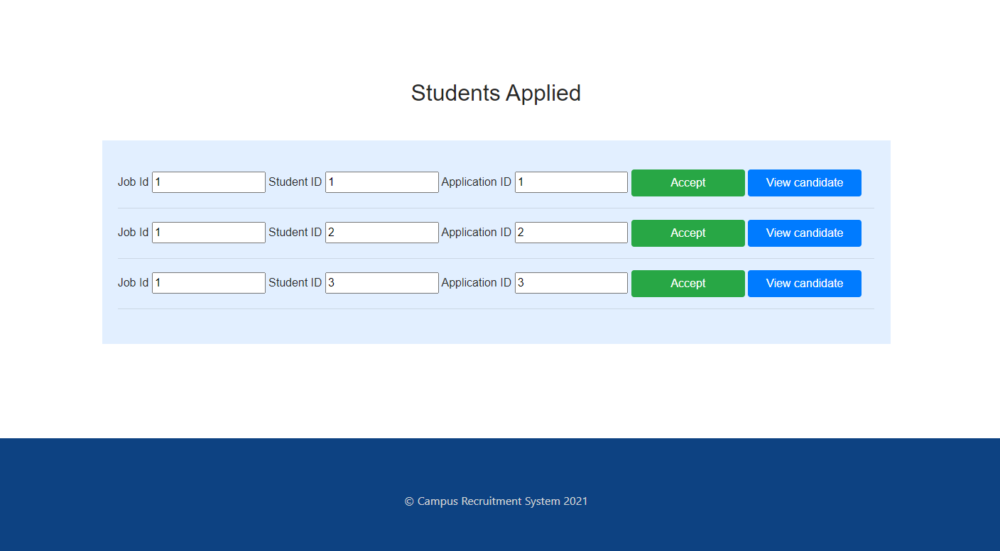 Students Applied
Job Id 1 Student ID 1 Application ID 1 Accept View candidate
Job Id 1 Student ID 2 Application ID 2 Accept View candidate
Job Id 1 Student ID 3 Application ID 3 Accept View candidate
© Campus Recruitment System 2021